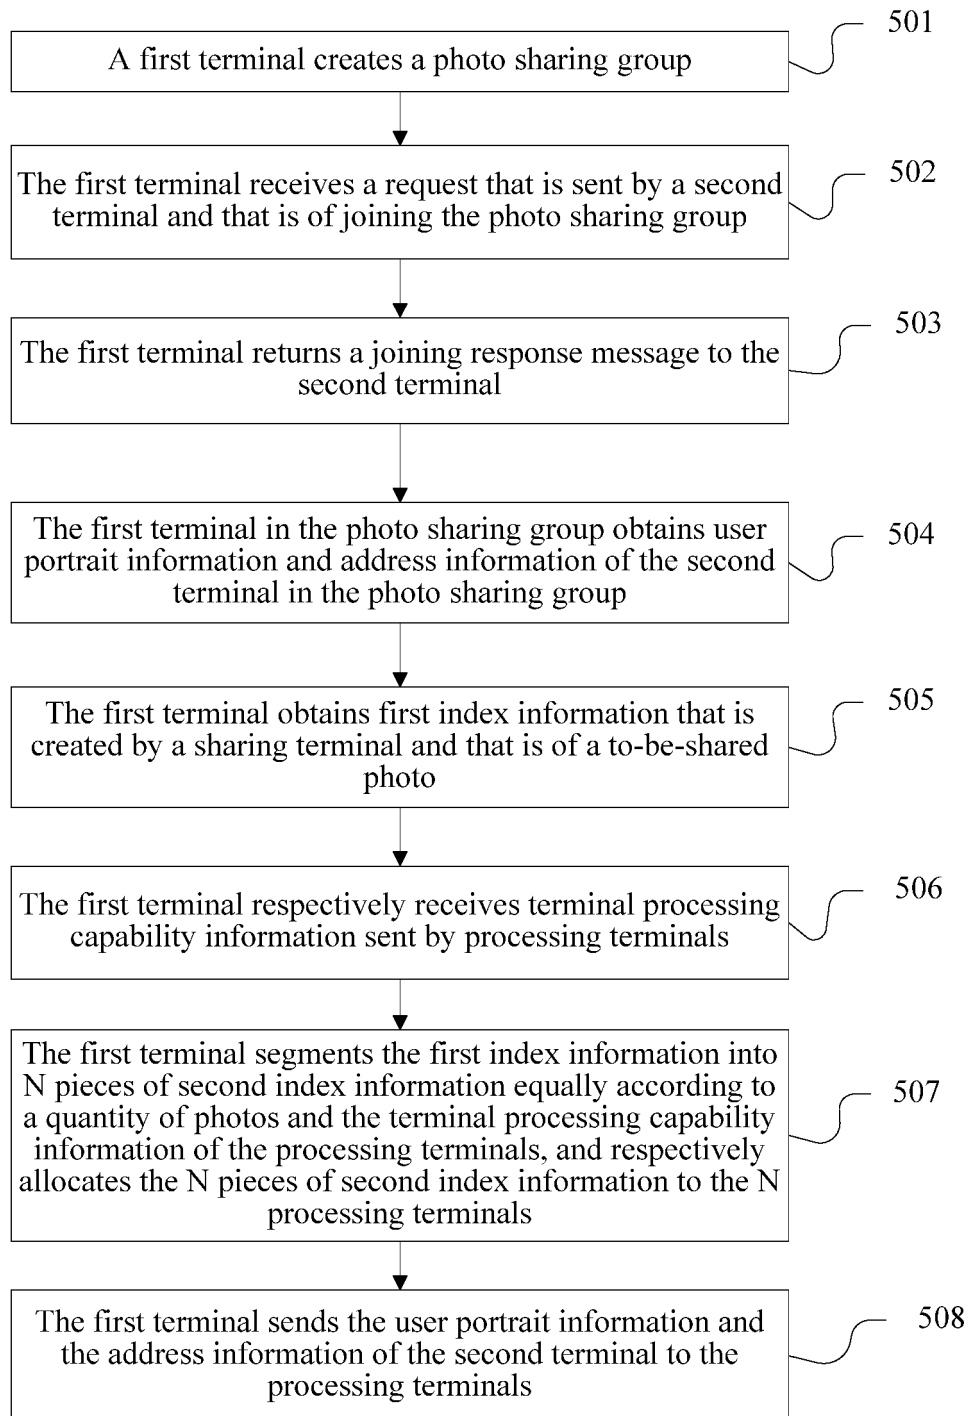 501
A first terminal creates a photo sharing group
502
The first terminal receives a request that is sent by a second
terminal and that is of joining the photo sharing group
503
The first terminal returns a joining response message to the
second terminal
504
The first terminal in the photo sharing group obtains user
portrait information and address information of the second
terminal in the photo sharing group
505
The first terminal obtains first index information that is
created by a sharing terminal and that is of a to-be-shared
photo
506
The first terminal respectively receives terminal processing
capability information sent by processing terminals
507
The first terminal segments the first index information into
N pieces of second index information equally according to
a quantity of photos and the terminal processing capability
information of the processing terminals, and respectively
allocates the N pieces of second index information to the N
processing terminals
508
The first terminal sends the user portrait information and
the address information of the second terminal to the
processing terminals